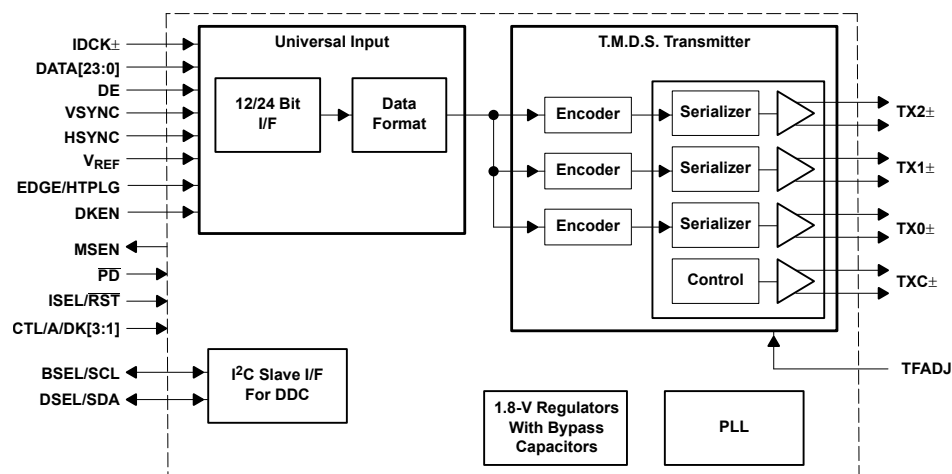 Universal Input
T.M.D.S. Transmitter
IDCK±
DATA[23:0]
DE
VSYNC
HSYNC
VREF
EDGE/HTPLG
DKEN
MSEN
PD
ISEL/RST
CTL/A/DK[3:1]
BSEL/SCL
DSEL/SDA
12/24 Bit
I/F
Data
Format
Encoder
Serializer
TX2±
Encoder
Serializer
TX1±
Encoder
Serializer
TX0±
Control
TXC±
TFADJ
I2C Slave I/F
For DDC
1.8-V Regulators
With Bypass
Capacitors
PLL